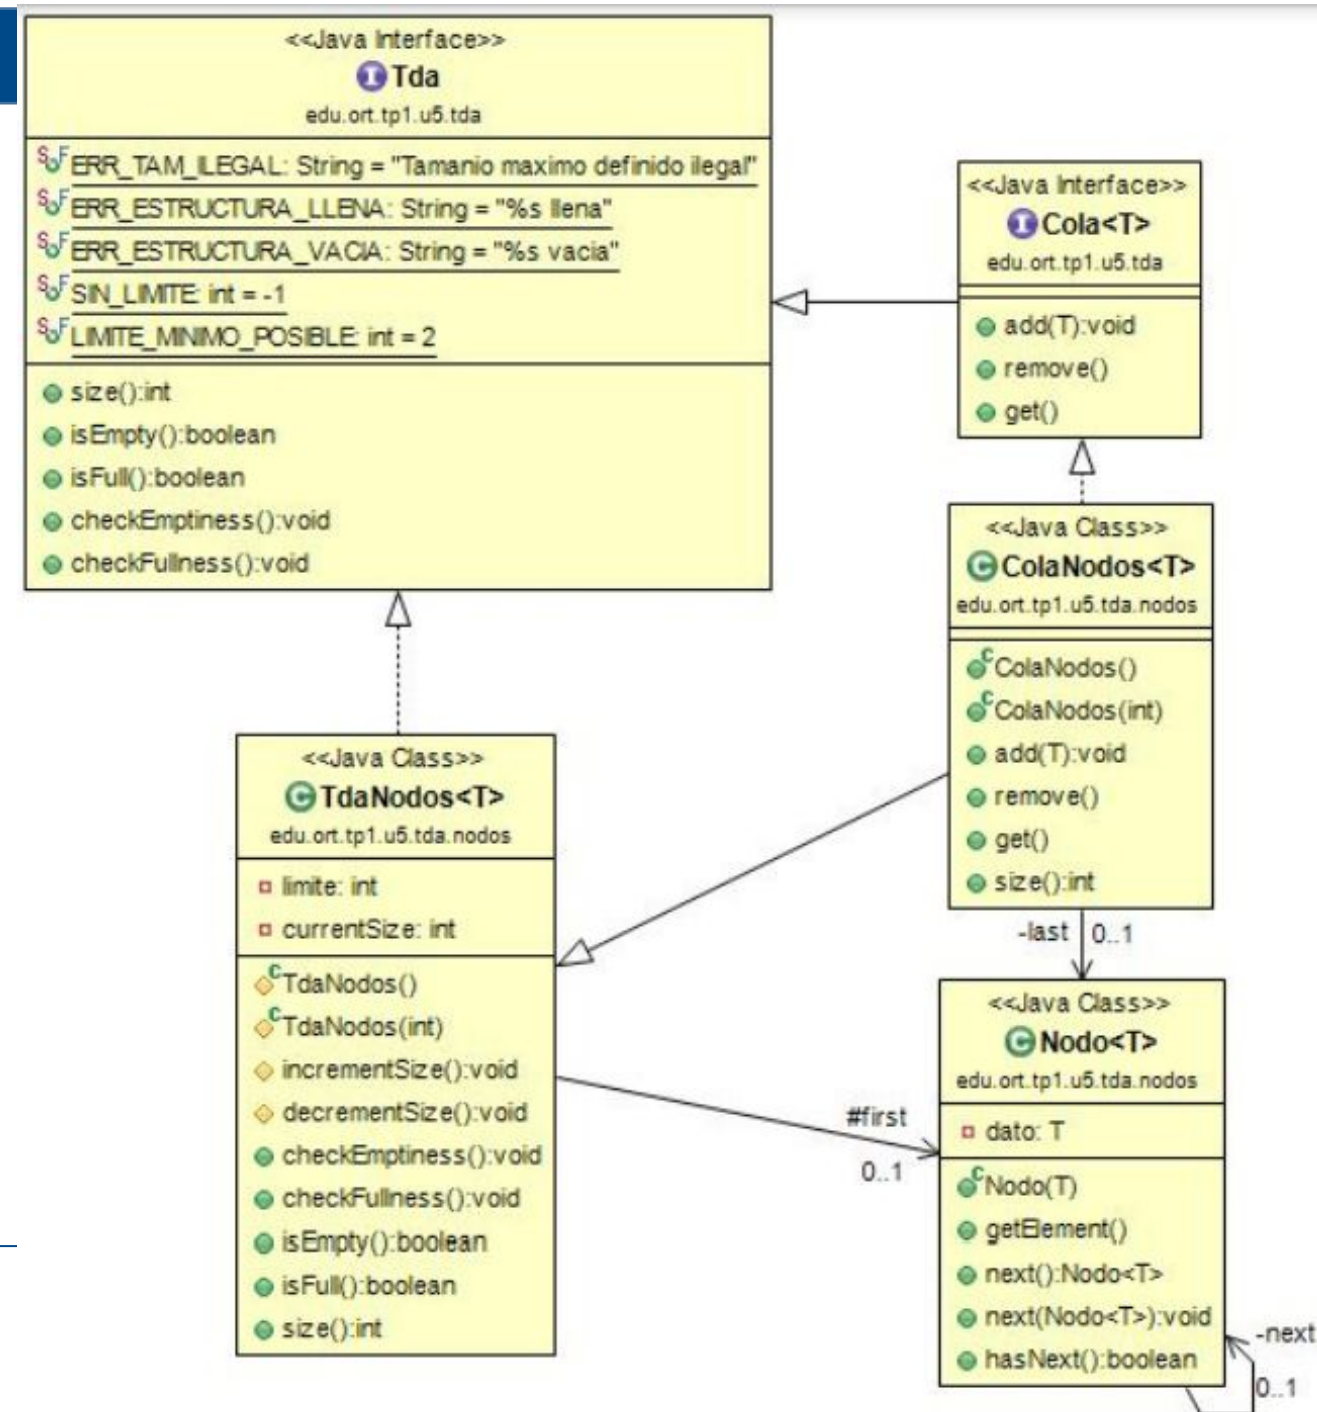 <<Java Interface>>
Tda
edu.ort.tp1.u5.tda
ERR_TAM_ILEGAL: String = "Tamanio maximo definido ilegal"
ERR_ESTRUCTURA_LLENA: String = "%s llena"
ERR_ESTRUCTURA_VACIA: String = "%s vacia"
SIN_LIMITE: int = -1
LIMITE_MINIMO_POSIBLE: int = 2
size():int
isEmpty():boolean
isFull():boolean
checkEmptiness():void
checkFullness():void
<<Java Interface>>
Cola<T>
edu.ort.tp1.u5.tda
add(T):void
remove()
get()
<<Java Class>>
ColaNodos<T>
edu.ort.tp1.u5.tda.nodos
ColaNodos()
ColaNodos(int)
add(T):void
remove()
get()
size():int
-last 0..1
<<Java Class>>
TdaNodos<T>
edu.ort.tp1.u5.tda.nodos
limite: int
currentSize: int
TdaNodos()
TdaNodos(int)
incrementSize():void
decrementSize():void
checkEmptiness():void
checkFullness():void
isEmpty():boolean
isFull():boolean
size():int
#first
0..1
<<Java Class>>
Nodo<T>
edu.ort.tp1.u5.tda.nodos
dato: T
Nodo(T)
getElement()
next():Nodo<T>
next(Nodo<T>):void
hasNext():boolean
-next
0..1